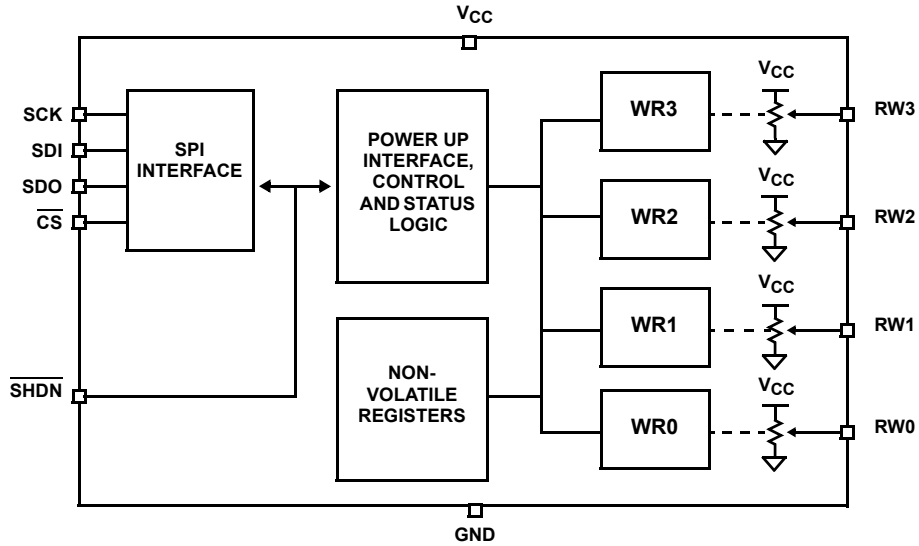 VCC
SCK
SDI
SDO
CS
SHDN
SPI
INTERFACE
POWER UP
INTERFACE,
CONTROL
AND STATUS
LOGIC
NON-
VOLATILE
REGISTERS
WR3
VCC
RW3
WR2
VCC
RW2
WR1
VCC
RW1
WR0
VCC
RW0
GND